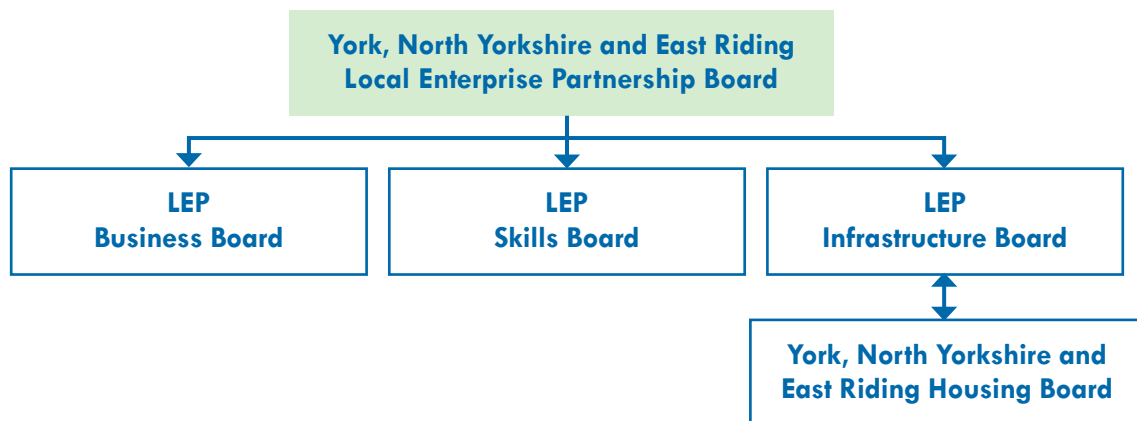 York, North Yorkshire and East Riding
Local Enterprise Partnership Board
LEP
Business Board
LEP
Skills Board
LEP
Infrastructure Board
York, North Yorkshire and
East Riding Housing Board